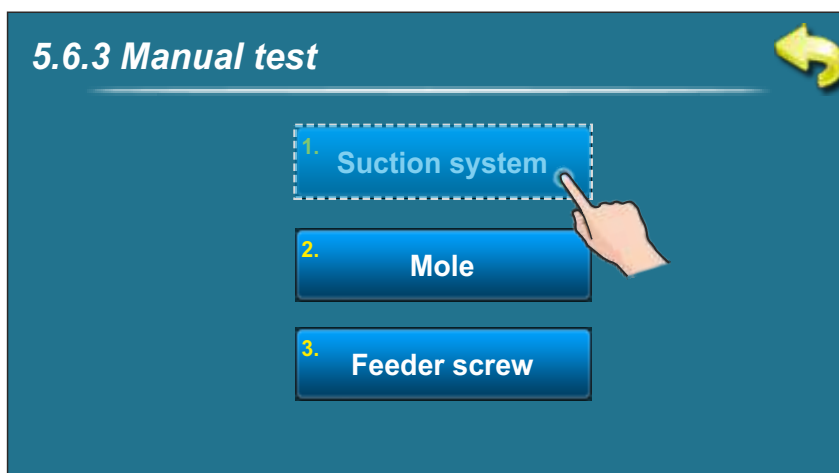 5.6.3 Manual test
1.
Suction system
2.
Mole
3.
Feeder screw